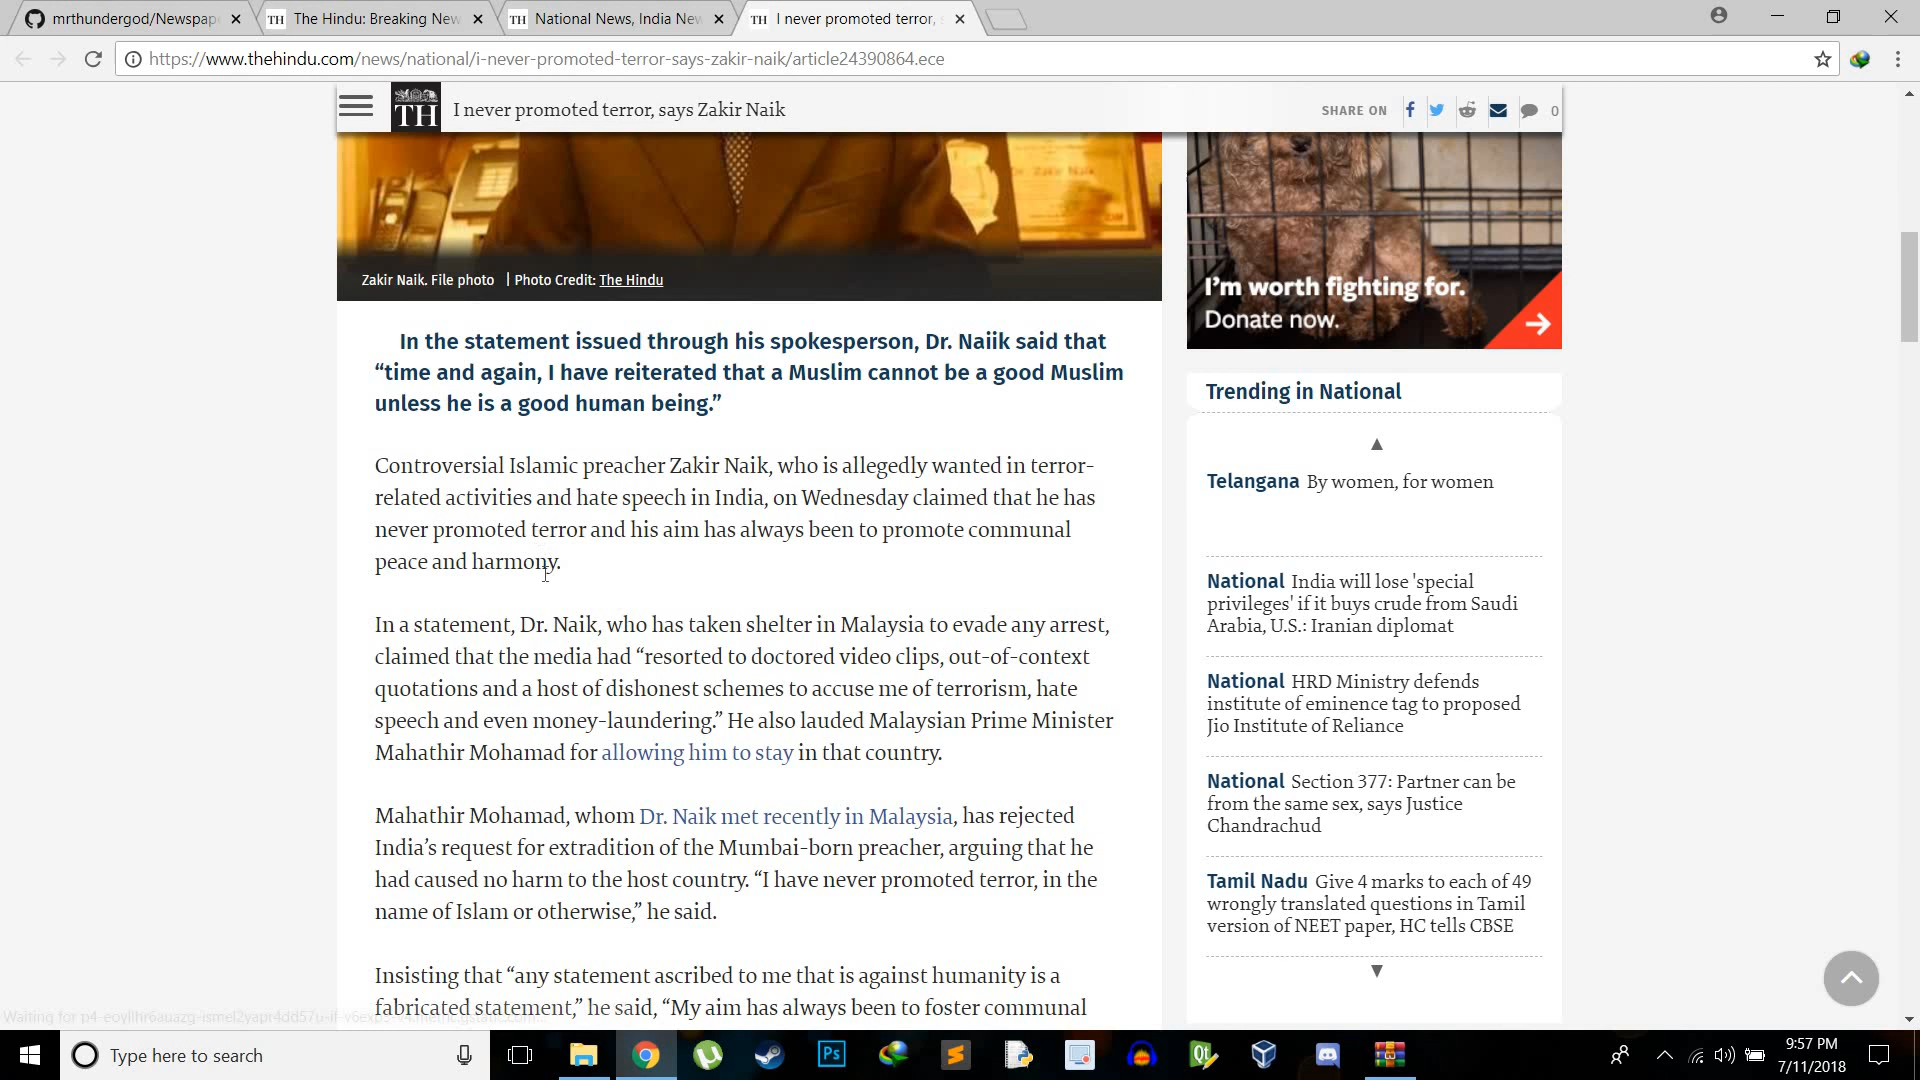 mrthundergod/Newspap
The Hindu: Breaking New
National News, India New
I never promoted terror,
https://www.thehindu.com/news/national/i-never-promoted-terror-says-zakir-naik/article24390864.ece
TH
I never promoted terror, says Zakir Naik
SHARE ON
0
Zakir Naik. File photo | Photo Credit: The Hindu
In the statement issued through his spokesperson, Dr. Naiik said that
“time and again, I have reiterated that a Muslim cannot be a good Muslim
unless he is a good human being.”
Controversial Islamic preacher Zakir Naik, who is allegedly wanted in terror-
related activities and hate speech in India, on Wednesday claimed that he has
never promoted terror and his aim has always been to promote communal
peace and harmony.
In a statement, Dr. Naik, who has taken shelter in Malaysia to evade any arrest,
claimed that the media had “resorted to doctored video clips, out-of-context
quotations and a host of dishonest schemes to accuse me of terrorism, hate
speech and even money-laundering.” He also lauded Malaysian Prime Minister
Mahathir Mohamad for allowing him to stay in that country.
Mahathir Mohamad, whom Dr. Naik met recently in Malaysia, has rejected
India’s request for extradition of the Mumbai-born preacher, arguing that he
had caused no harm to the host country. “I have never promoted terror, in the
name of Islam or otherwise,” he said.
Insisting that “any statement ascribed to me that is against humanity is a
fabricated statement,” he said, “My aim has always been to foster communal
I’m worth fighting for.
Donate now.
Trending in National
Telangana By women, for women
National India will lose 'special
privileges' if it buys crude from Saudi
Arabia, U.S.: Iranian diplomat
National HRD Ministry defends
institute of eminence tag to proposed
Jio Institute of Reliance
National Section 377: Partner can be
from the same sex, says Justice
Chandrachud
Tamil Nadu Give 4 marks to each of 49
wrongly translated questions in Tamil
version of NEET paper, HC tells CBSE
Waiting for
Type here to search
Ps
Qt
9:57 PM
7/11/2018